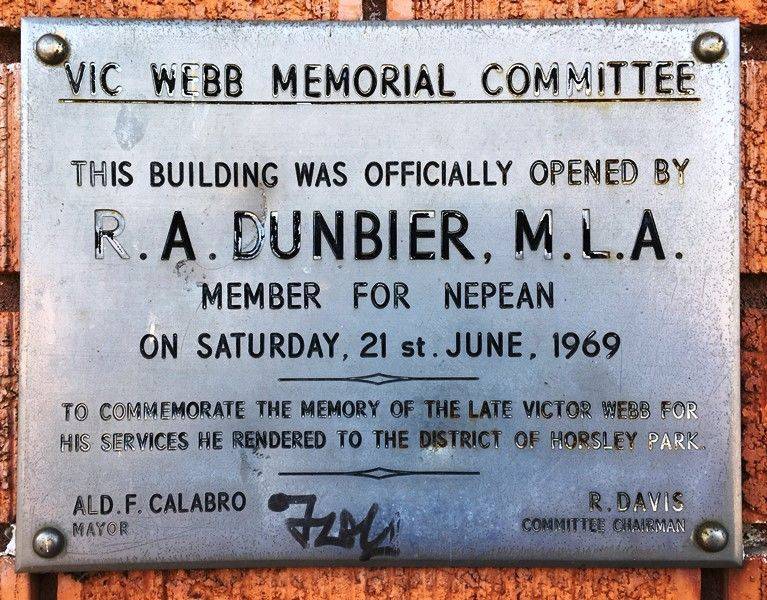 VIC WEBB MEMORIAL COMMITTEE
THIS BUILDING WAS OFFICIALLY OPENED BY
R.A. DUNBIER, M.L.A.
MEMBER FOR NEPEAN
ON SATURDAY, 21 st. JUNE, 1969
TO COMMEMORATE THE MEMORY OF THE LATE VICTOR WEBB FOR
HIS SERVICES HE RENDERED TO THE DISTRICT OF HORSLEY PARK.
ALD. F. CALABRO
MAYOR
R. DAVIS
COMMITTEE CHAIRMAN